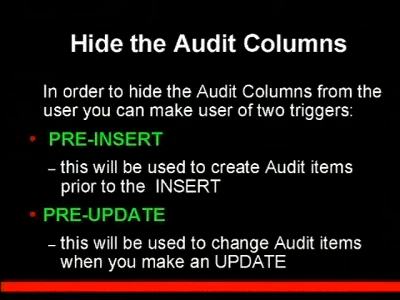 Hide the Audit Columns
In order to hide the Audit Columns from the
user you can make user of two triggers:
• PRE-INSERT
– this will be used to create Audit items
prior to the INSERT
• PRE-UPDATE
– this will be used to change Audit items
when you make an UPDATE